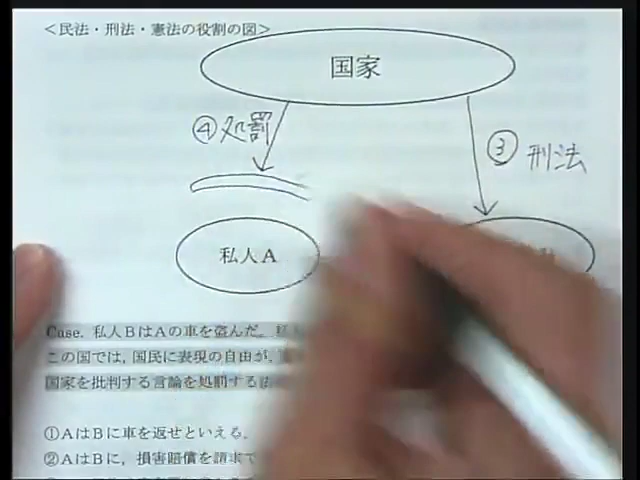 ＜民法・刑法・憲法の役割の図＞
国家
④処罰
③刑法
私人A
Case. 私人BはAの車を盗んだ。
この国では，国民に表現の自由が，
国家を批判する言論を処罰する
①AはBに車を返せといえる。
②AはBに，損害賠償を請求で